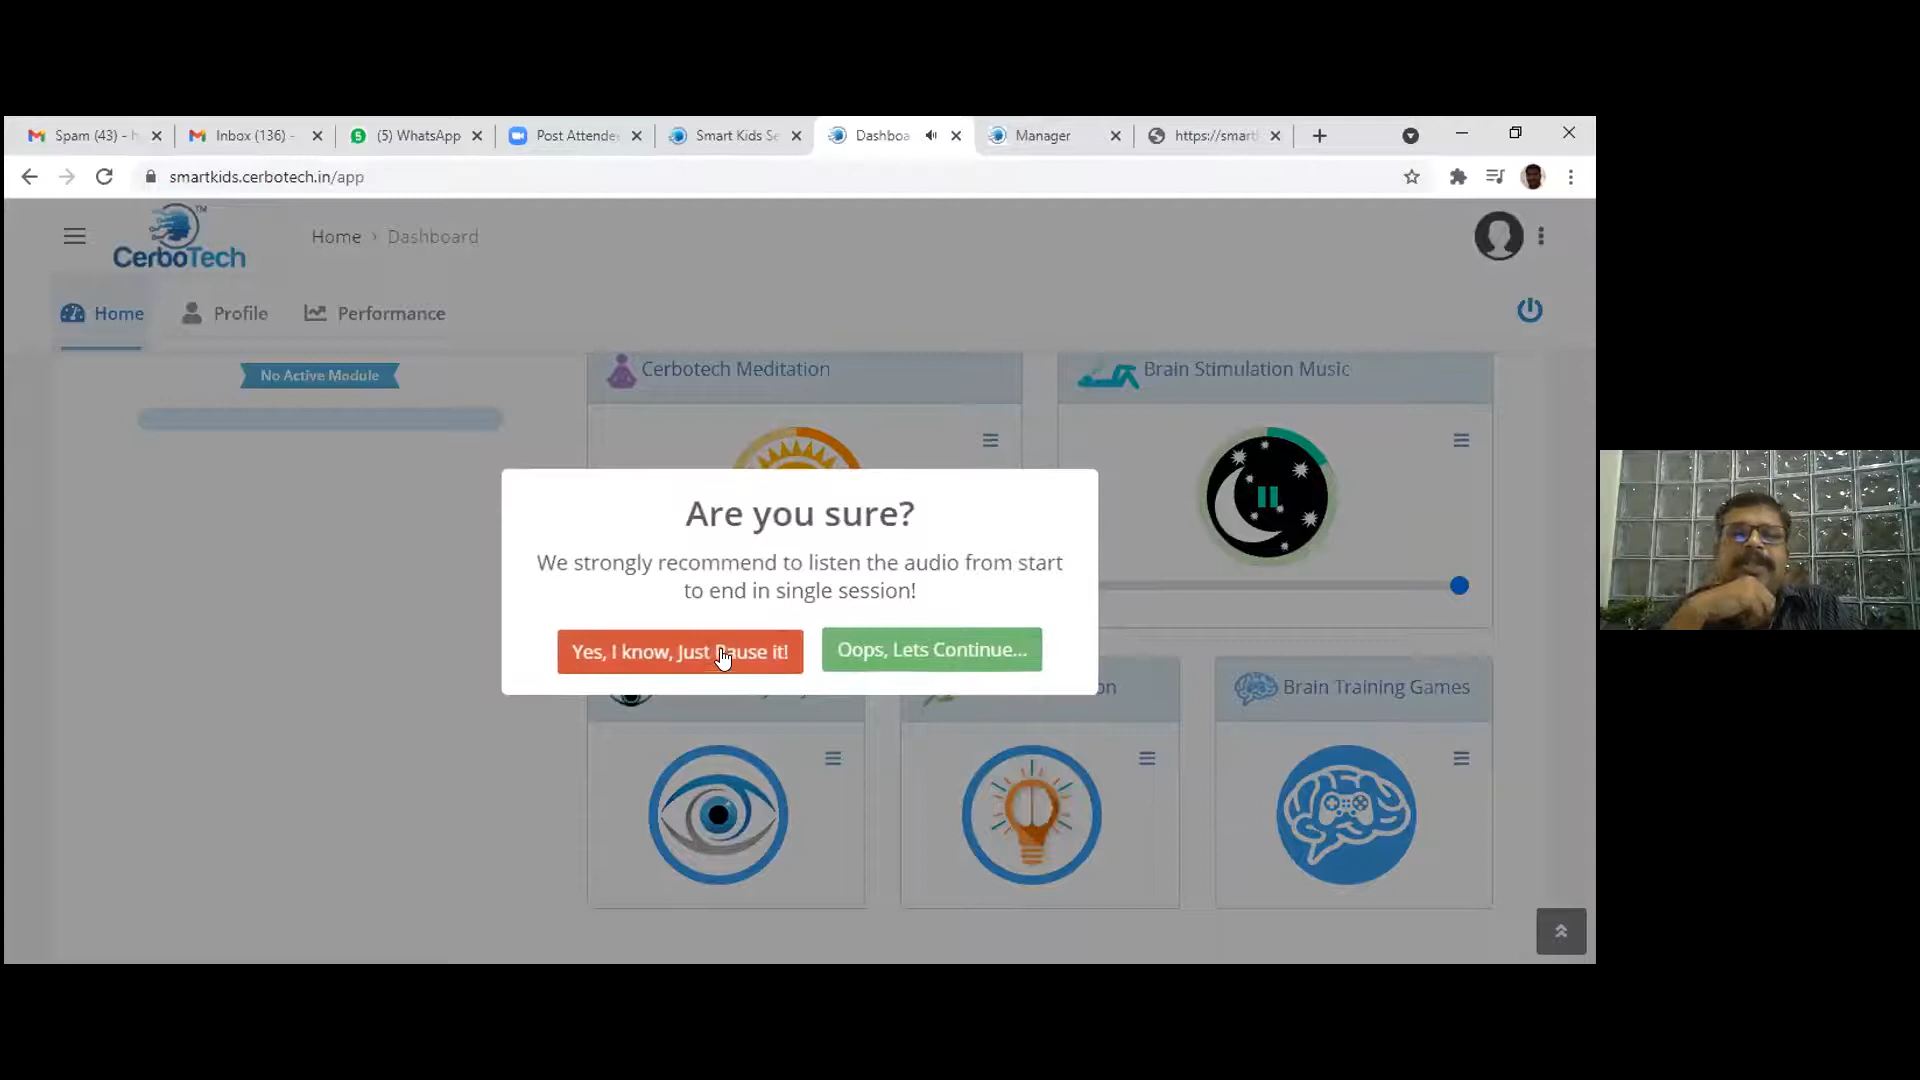 Spam (43) -
Inbox (136) -
(5) WhatsApp
Post Attende
Smart Kids Se
Dashboa
Manager
https://smart
smartkids.cerbotech.in/app
CerboTech
TM
Home › Dashboard
Home
Profile
Performance
No Active Module
Cerbotech Meditation
Brain Stimulation Music
Are you sure?
We strongly recommend to listen the audio from start
to end in single session!
Yes, I know, Just Pause it!
Oops, Lets Continue...
on
Brain Training Games